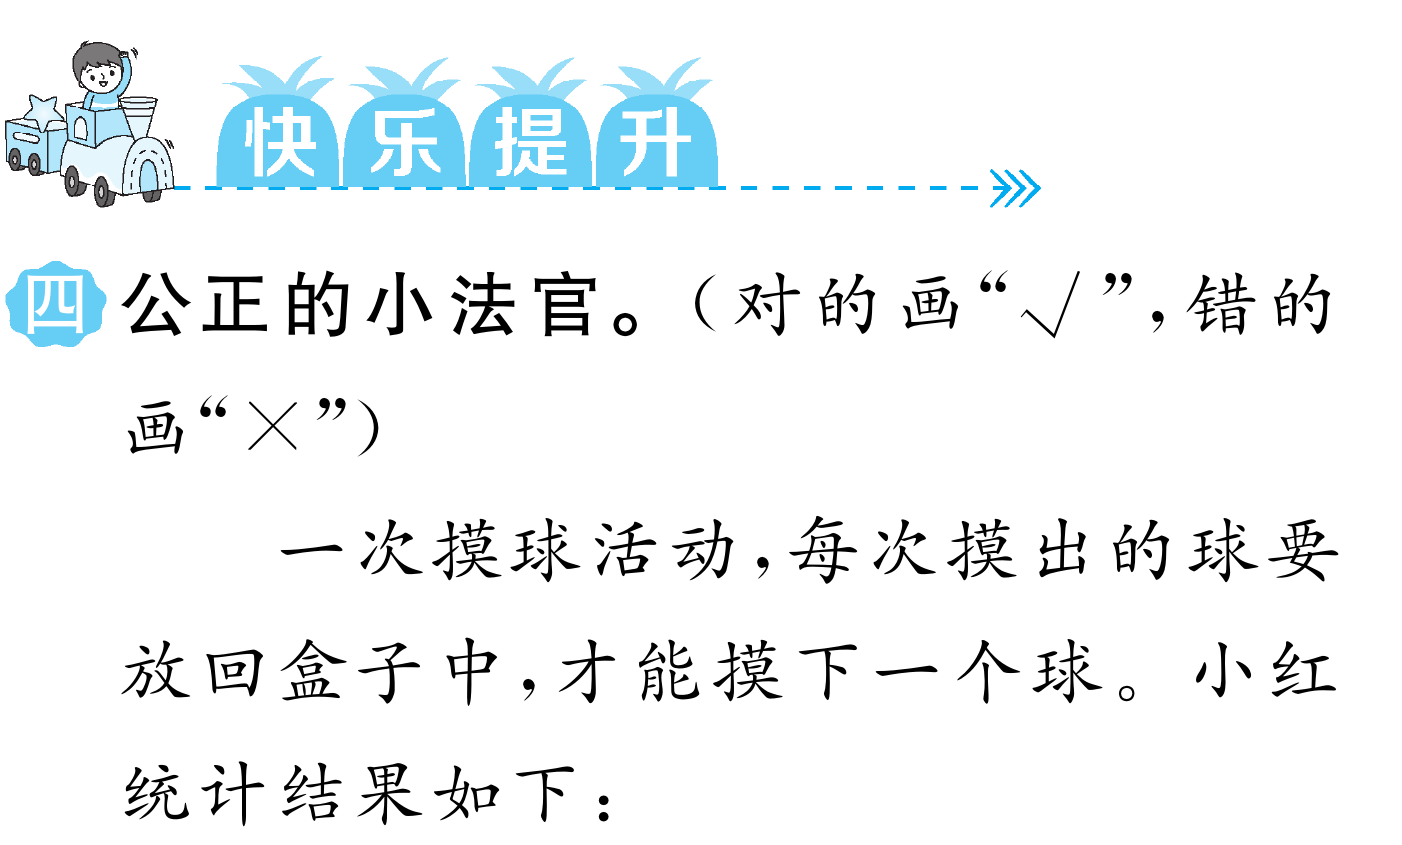 快乐提升
四 公正的小法官。(对的画“√”,错的
画“×”)
一次摸球活动,每次摸出的球要
放回盒子中,才能摸下一个球。小红
统计结果如下: